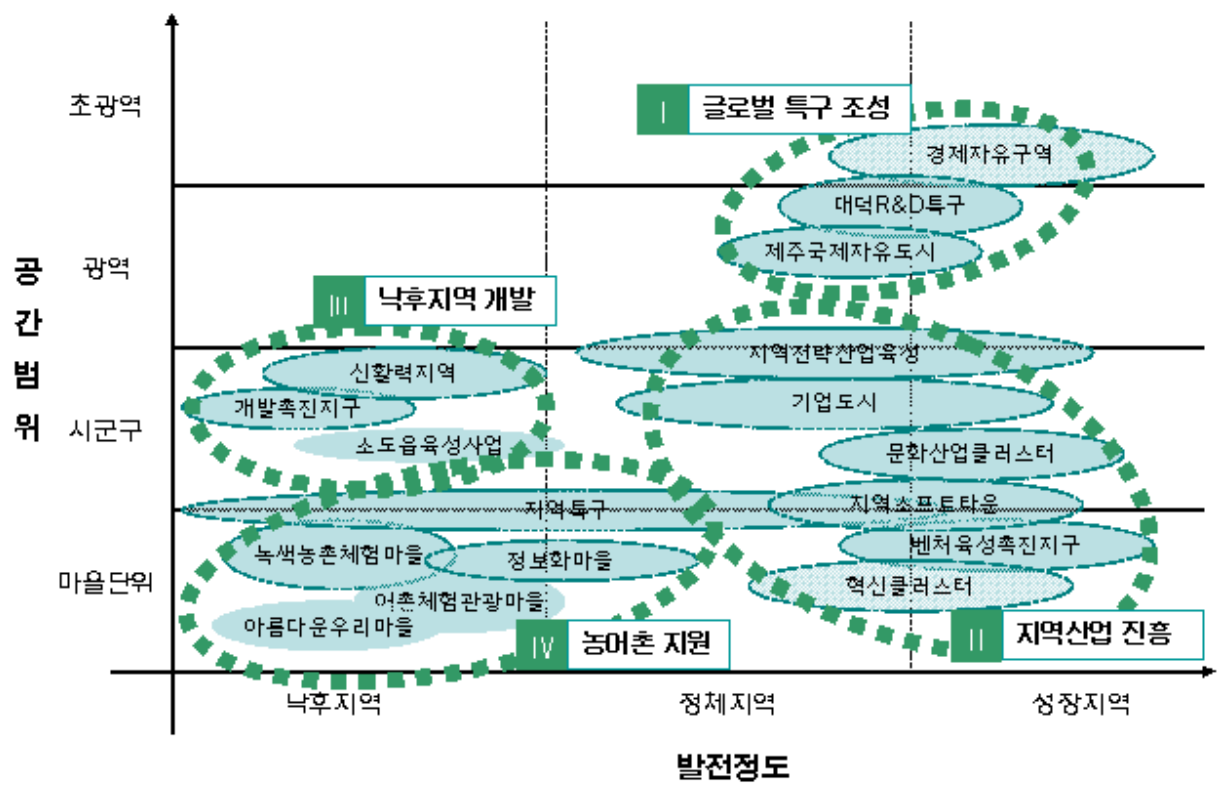 초광역
I 글로벌 특구 조성
경제자유구역
대덕R&D특구
제주국제자유도시
광역
공간범위
III 낙후지역 개발
지역전략산업육성
신활력지역
개발촉진지구
기업도시
시군구
소도읍육성사업
문화산업클러스터
지역특구
지역소프트타운
녹색농촌체험마을
정보화마을
벤처육성촉진지구
마을단위
혁신클러스터
어촌체험관광마을
아름다운우리마을
IV 농어촌 지원
II 지역산업 진흥
낙후지역
정체지역
성장지역
발전정도